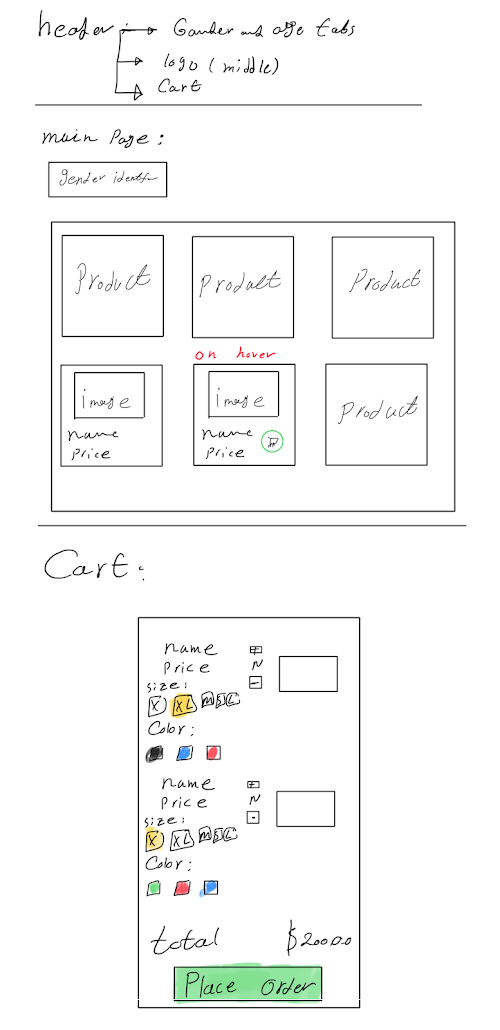 header:
Gander and age tabs
logo (middle)
Cart
main Page:
gender identifr
Product
Product
Product
on hover
image
name
price
image
name
price
Product
Cart:
name +
price N
size: -
X XL M S L
Color:
name +
price N
size: -
X XL M S L
Color:
total $200.0
Place Order